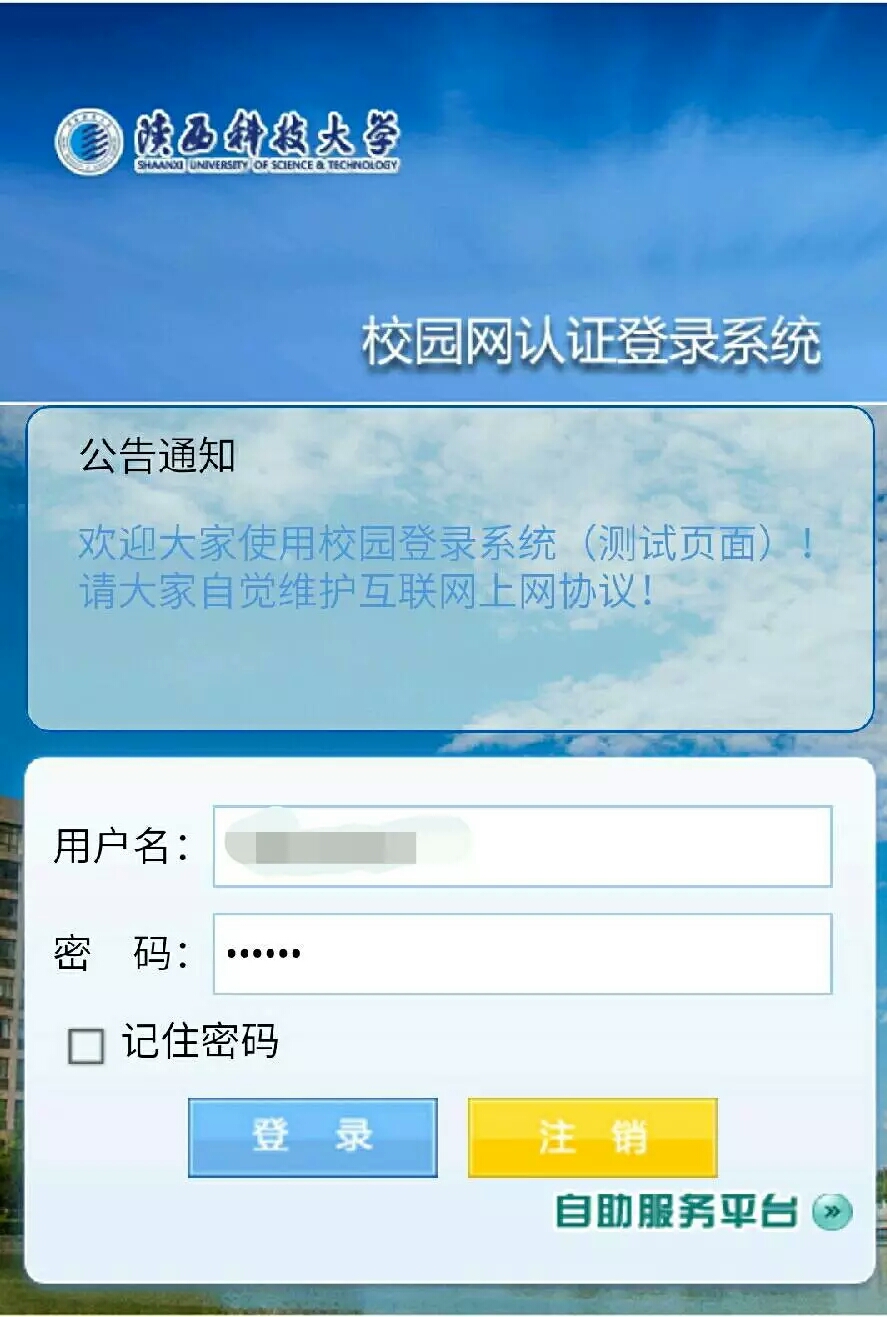 陕西科技大学
SHAANXI UNIVERSITY OF SCIENCE & TECHNOLOGY
校园网认证登录系统
公告通知
欢迎大家使用校园登录系统（测试页面）！
请大家自觉维护互联网上网协议！
用户名：
密 码：
••••••
记住密码
登 录
注 销
自助服务平台 »